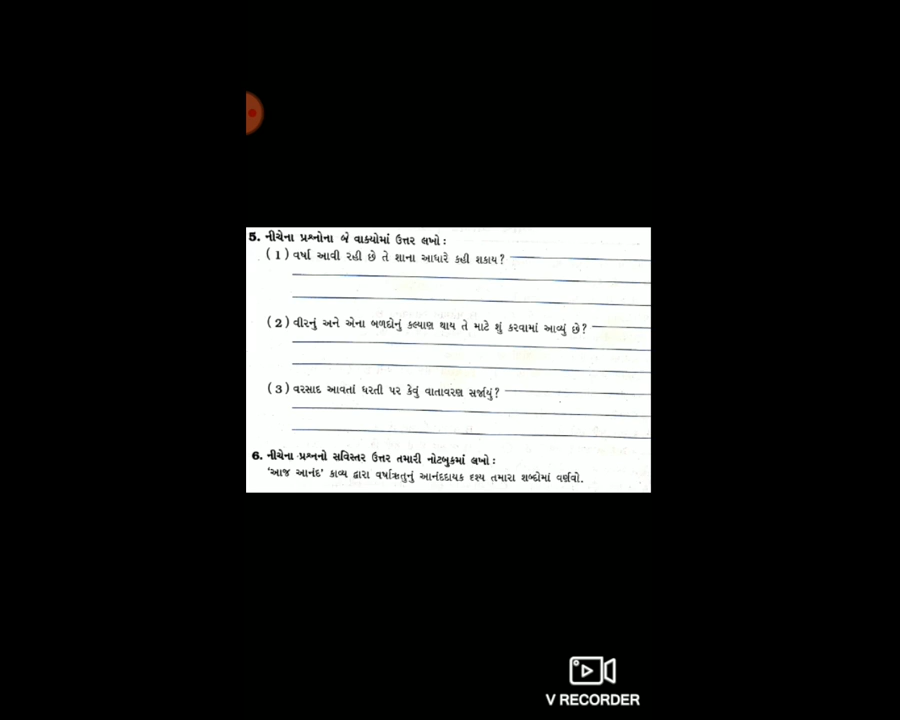 5. નીચેના પ્રશ્નોના બે વાક્યોમાં ઉત્તર લખો :
(1) વર્ષા આવી રહી છે તે શાના આધારે કહી શકાય?
(2) વીરનું અને એના બળદોનું કલ્યાણ થાય તે માટે શું કરવામાં આવ્યું છે?
(3) વરસાદ આવતાં ધરતી પર કેવું વાતાવરણ સર્જાયું?
6. નીચેના પ્રશ્નનો સવિસ્તર ઉત્તર તમારી નોટબુકમાં લખો :
'આજ આનંદ' કાવ્ય દ્વારા વર્ષાઋતુનું આનંદદાયક દૃશ્ય તમારા શબ્દોમાં વર્ણવો.
V RECORDER